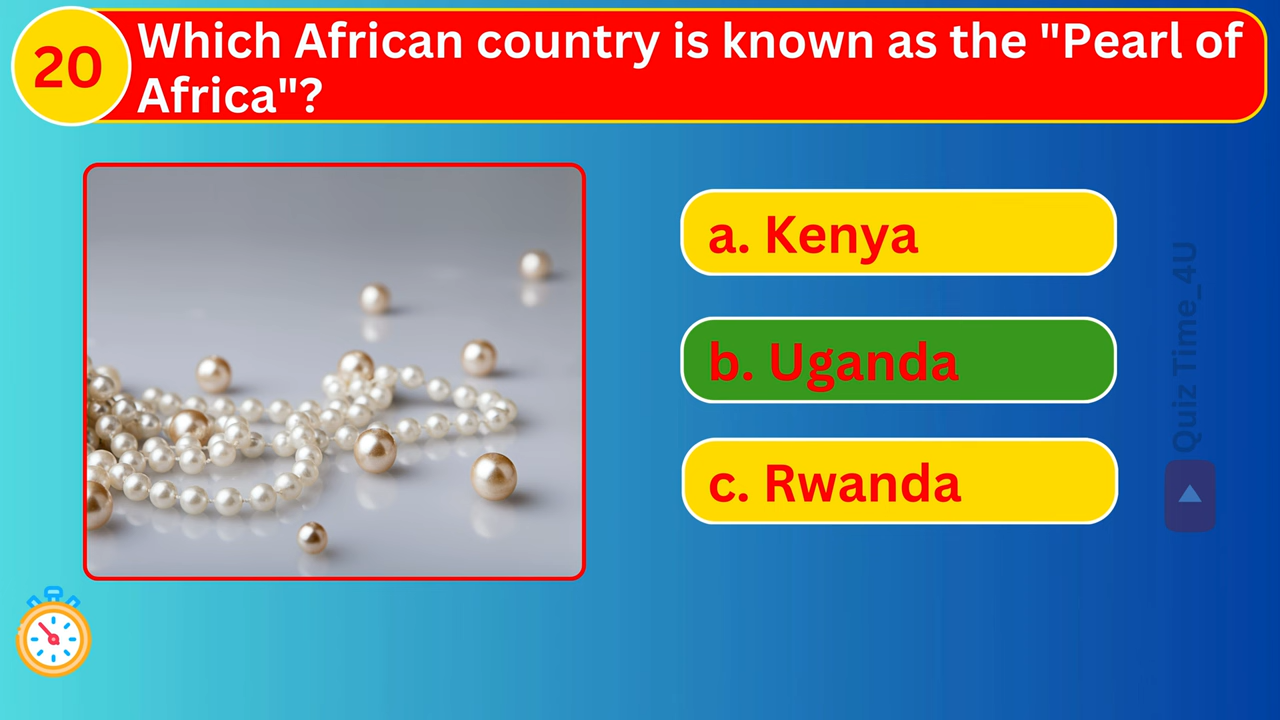 20
Which African country is known as the "Pearl of
Africa"?
a. Kenya
b. Uganda
c. Rwanda
Quiz Time_4U